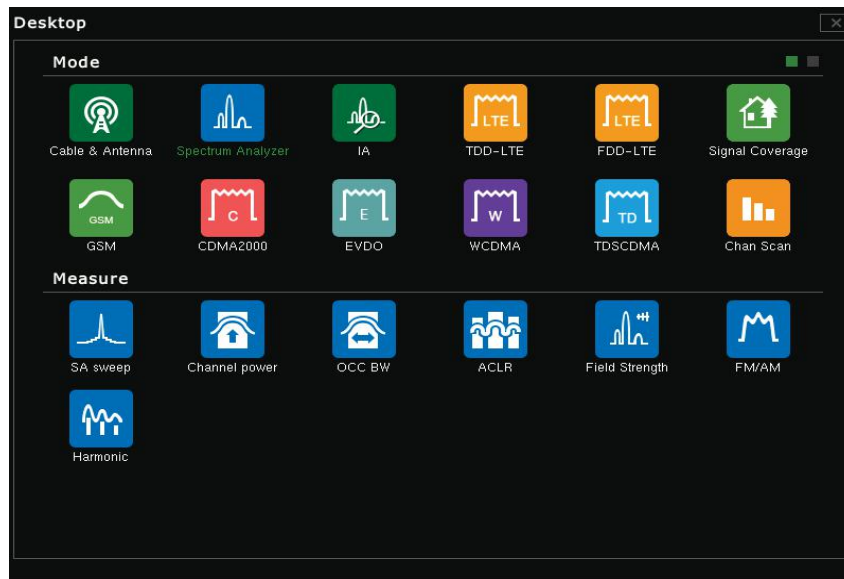 Desktop
Mode
LTE LTE
Cable & Antenna Spectrum Analyzer IA TDD-LTE FDD-LTE Signal Coverage
GSM C E W TD
GSM CDMA2000 EVDO WCDMA TDSCDMA Chan Scan
Measure
SA sweep Channel power OCC BW ACLR Field Strength FM/AM
Harmonic